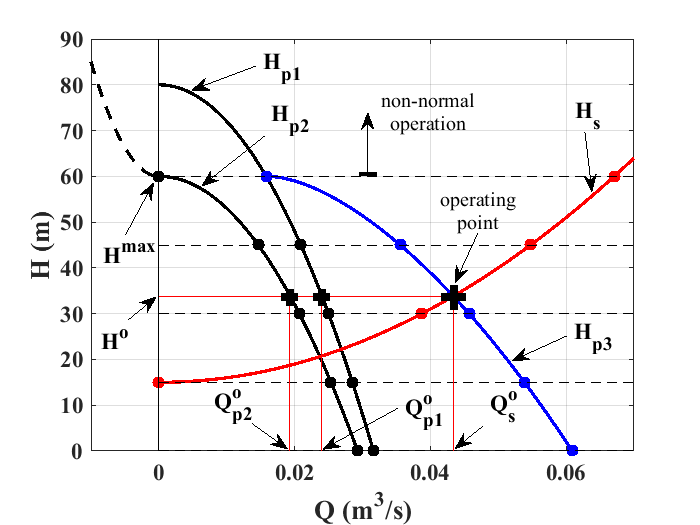 90
80
70
60
50
40
30
20
10
0
H (m)
0
0.02
0.04
0.06
Q (m³/s)
H_p1
H_p2
non-normal
operation
H_s
operating
point
H^max
H^o
H_p3
Q^o_p2
Q^o_p1
Q^o_s